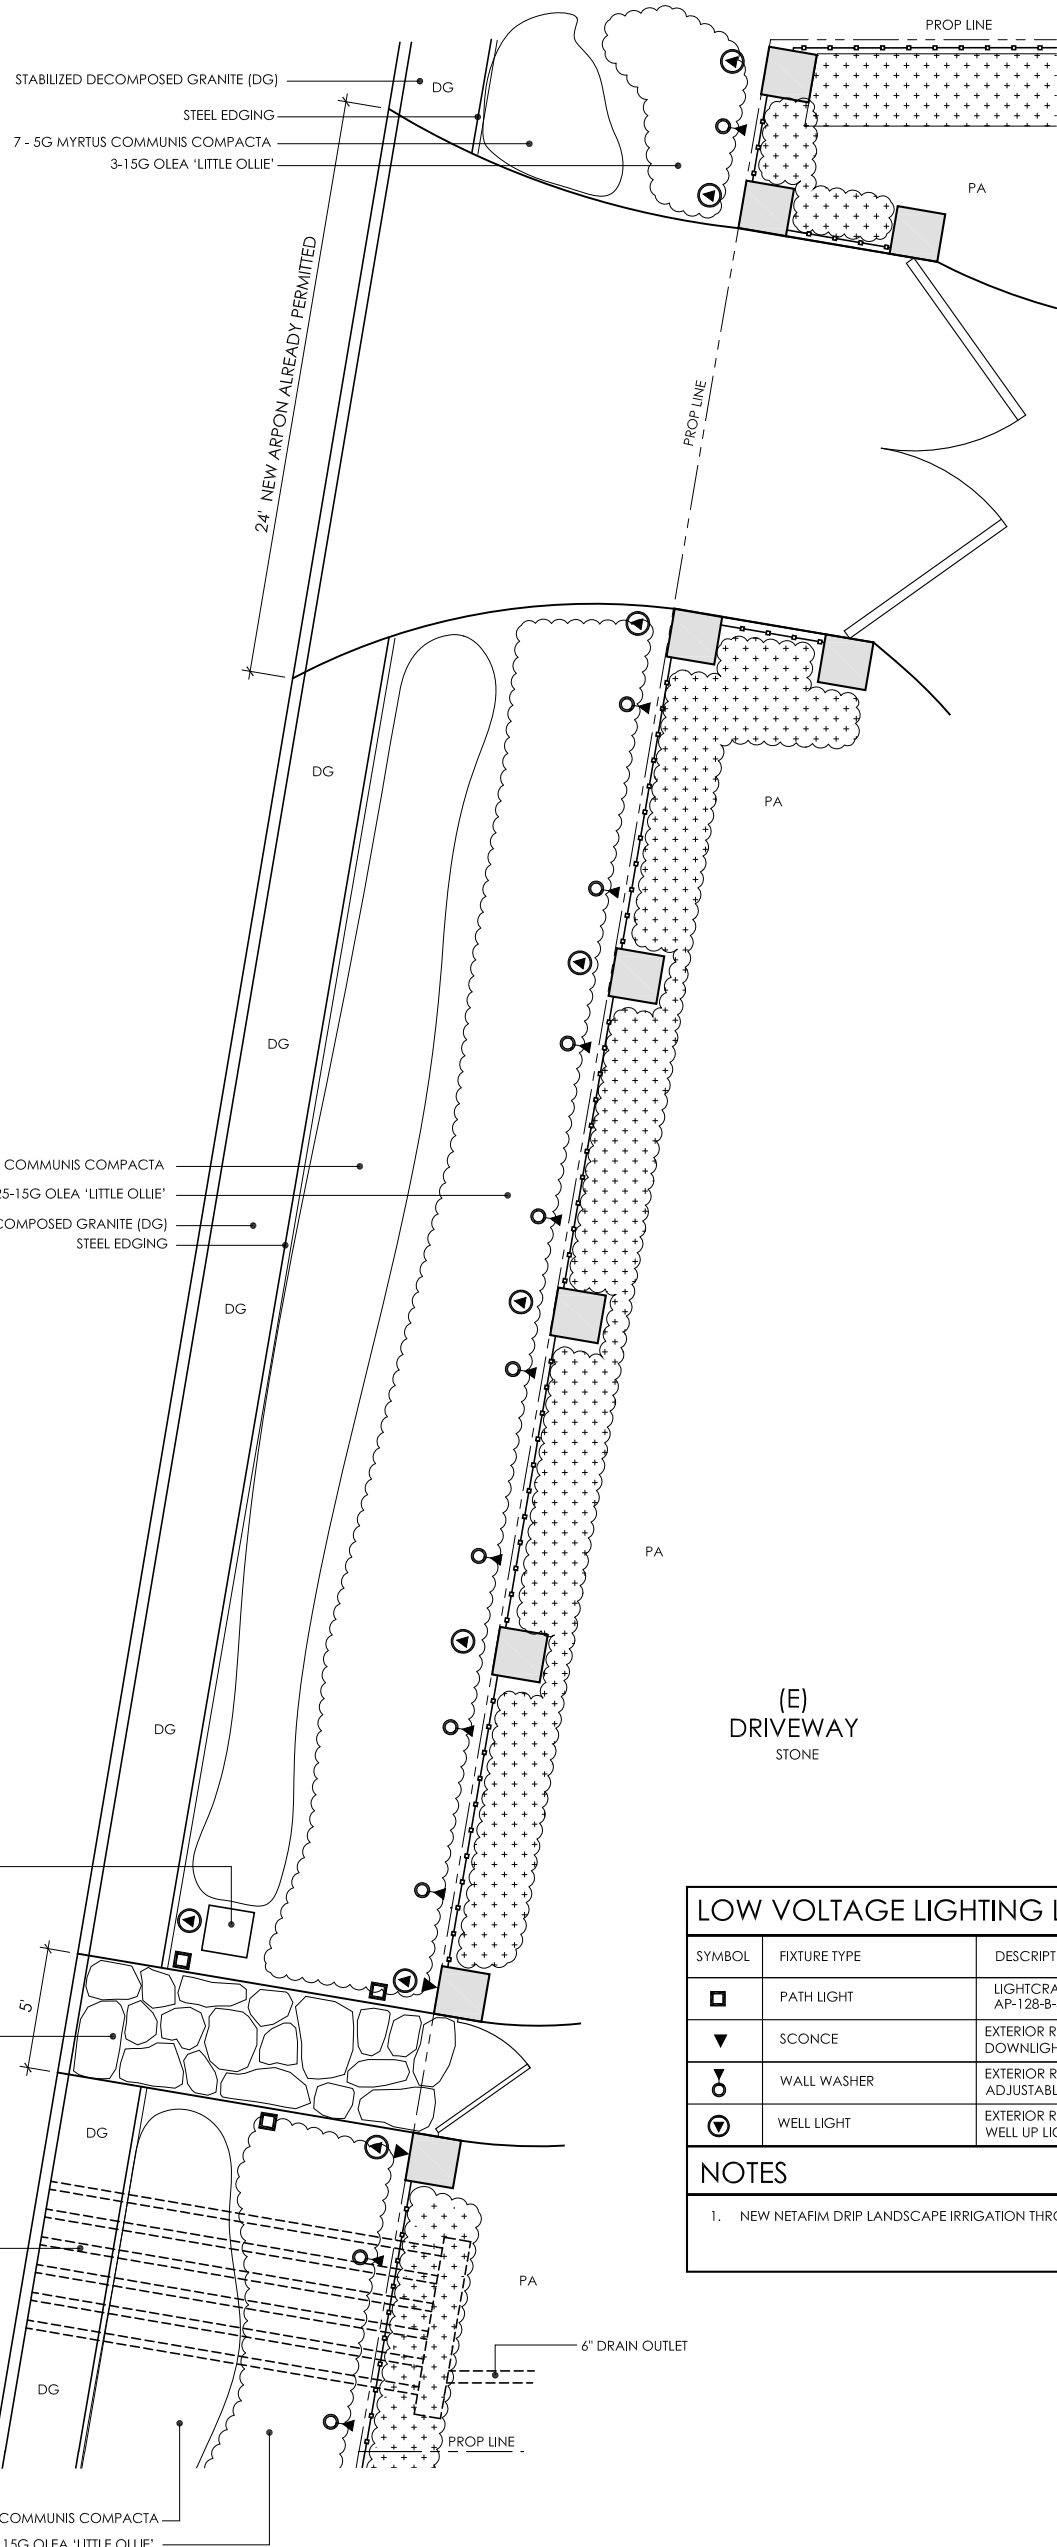 PROP LINE
STABILIZED DECOMPOSED GRANITE (DG)
DG
STEEL EDGING
7 - 5G MYRTUS COMMUNIS COMPACTA
3-15G OLEA ‘LITTLE OLLIE’
PA
24' NEW ARPON ALREADY PERMITTED
PROP LINE
DG
PA
DG
COMMUNIS COMPACTA
25-15G OLEA ‘LITTLE OLLIE’
COMPOSED GRANITE (DG)
STEEL EDGING
DG
PA
(E)
DRIVEWAY
STONE
DG
5'
LOW VOLTAGE LIGHTING L
SYMBOL FIXTURE TYPE DESCRIPT
PATH LIGHT LIGHTCRA
AP-128-B-
SCONCE EXTERIOR R
DOWNLIGH
WALL WASHER EXTERIOR R
ADJUSTABL
WELL LIGHT EXTERIOR R
WELL UP LIG
NOTES
1. NEW NETAFIM DRIP LANDSCAPE IRRIGATION THRO
DG
PA
6" DRAIN OUTLET
DG
PROP LINE
COMMUNIS COMPACTA
15G OLEA ‘LITTLE OLLIE’